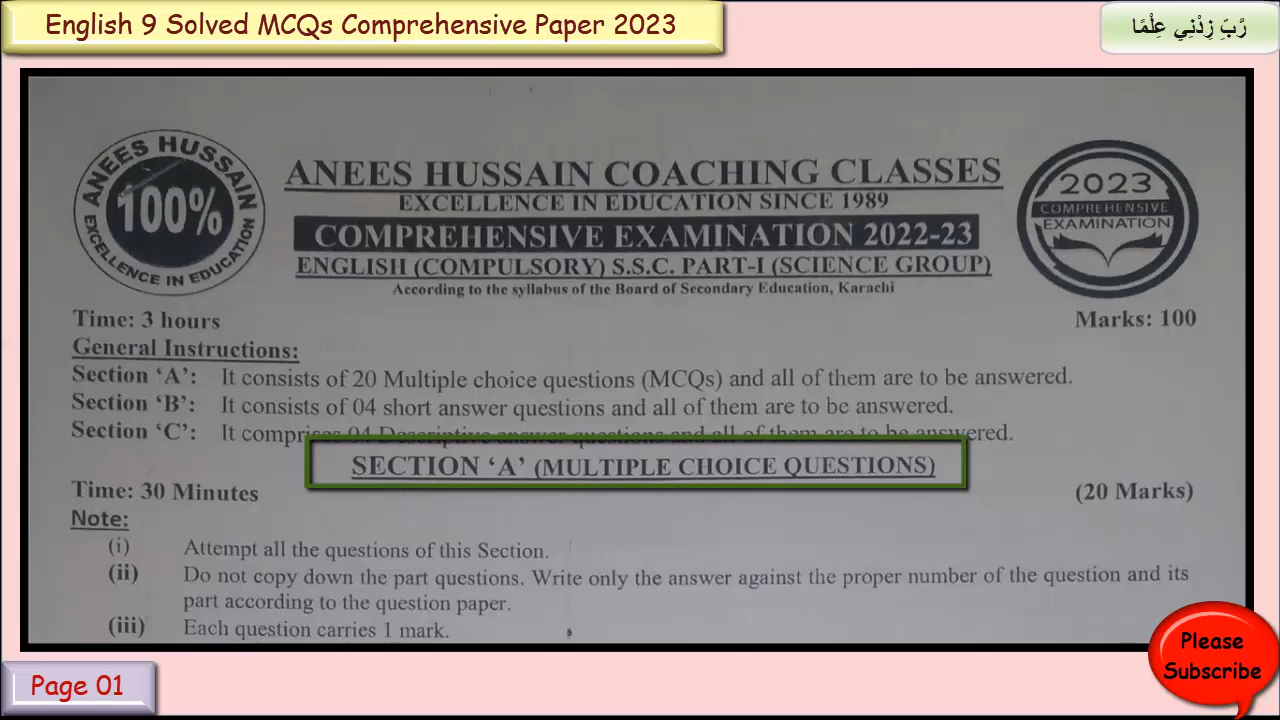 English 9 Solved MCQs Comprehensive Paper 2023
رَّبِّ زِدْنِي عِلْمًا
ANEES HUSSAIN
100%
EXCELLENCE IN EDUCATION
ANEES HUSSAIN COACHING CLASSES
EXCELLENCE IN EDUCATION SINCE 1989
COMPREHENSIVE EXAMINATION 2022-23
ENGLISH (COMPULSORY) S.S.C. PART-I (SCIENCE GROUP)
According to the syllabus of the Board of Secondary Education, Karachi
2023
COMPREHENSIVE
EXAMINATION
Time: 3 hours
Marks: 100
General Instructions:
Section ‘A’: It consists of 20 Multiple choice questions (MCQs) and all of them are to be answered.
Section ‘B’: It consists of 04 short answer questions and all of them are to be answered.
Section ‘C’: It comprises 04 Descriptive answer questions and all of them are to be answered.
SECTION ‘A’ (MULTIPLE CHOICE QUESTIONS)
Time: 30 Minutes
(20 Marks)
Note:
(i) Attempt all the questions of this Section.
(ii) Do not copy down the part questions. Write only the answer against the proper number of the question and its
part according to the question paper.
(iii) Each question carries 1 mark.
Page 01
Please
Subscribe